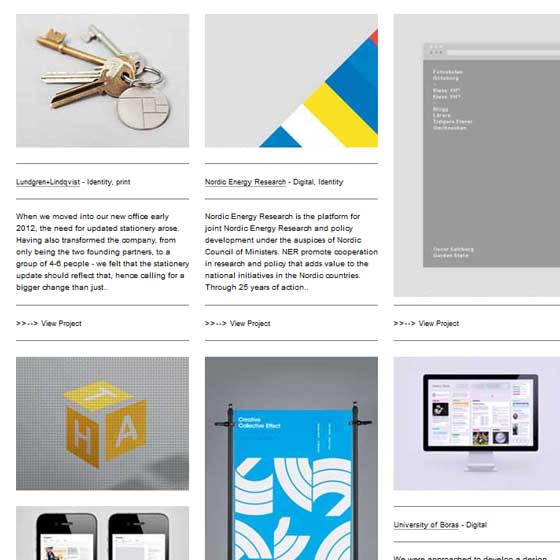 Lundgren+Lindqvist - Identity, print
When we moved into our new office early
2012, the need for updated stationery arose.
Having also transformed the company, from
only being the two founding partners, to a
group of 4-6 people - we felt that the stationery
update should reflect that, hence calling for a
bigger change than just..
>>--> View Project
Nordic Energy Research - Digital, Identity
Nordic Energy Research is the platform for
joint Nordic Energy Research and policy
development under the auspices of Nordic
Council of Ministers. NER promote cooperation
in research and policy that adds value to the
national initiatives in the Nordic countries.
Through 25 years of action..
>>--> View Project
Fotoskolan
Göteborg
Blogg
Lärare
Tidigare Elever
Oscar Saltberg
Garden State
>>--> View Project
T
H A
Creative
Collective Effect
University of Boras - Digital
We were approached to develop a design